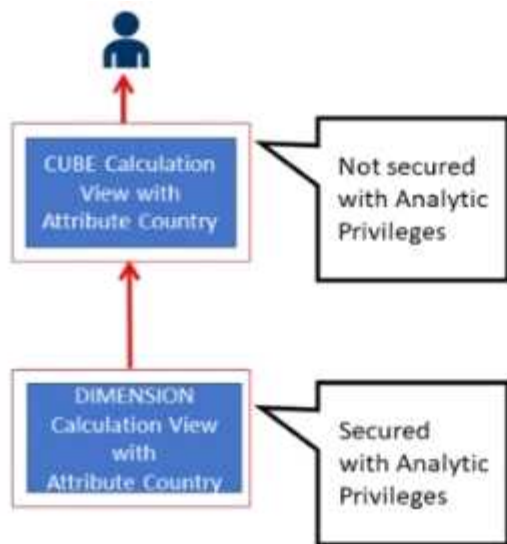 CUBE Calculation
View with
Attribute Country
Not secured
with Analytic
Privileges
DIMENSION
Calculation View
with
Attribute Country
Secured
with Analytic
Privileges